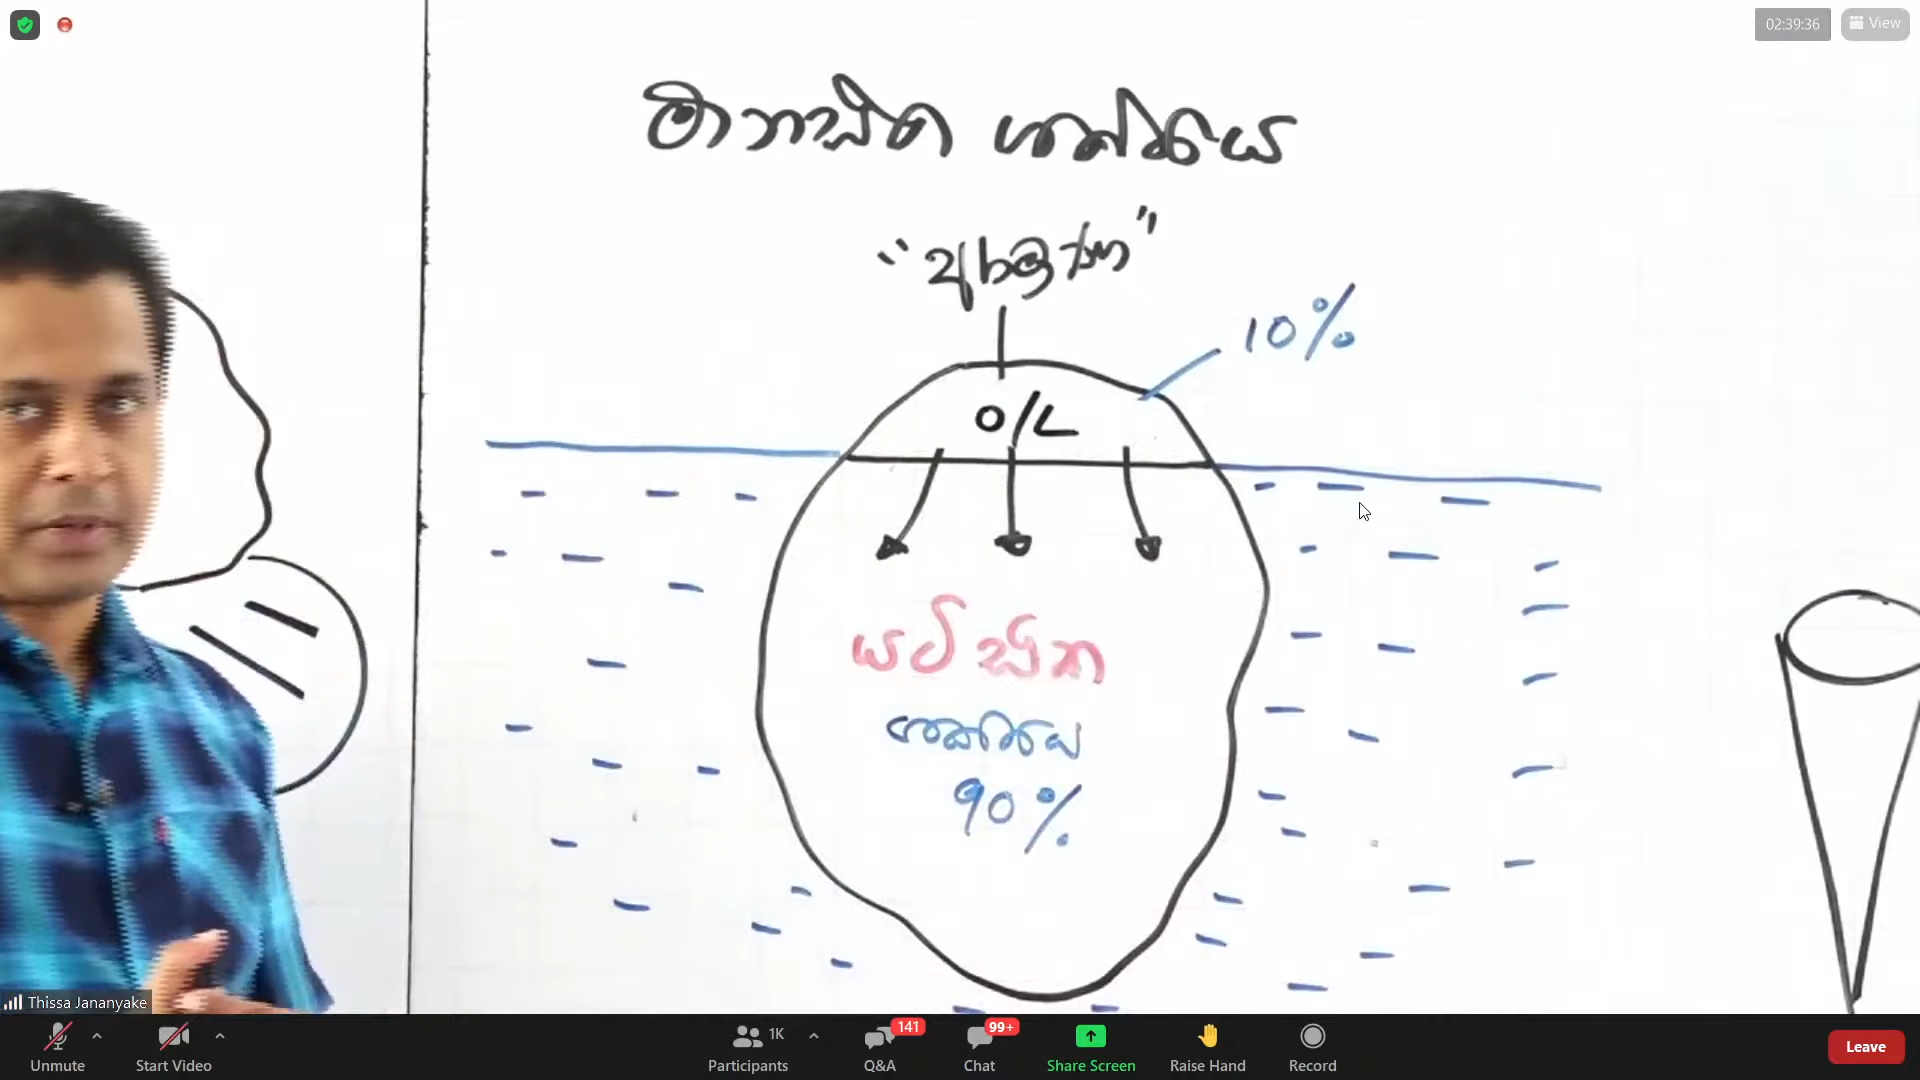 02:39:36
View
මානසික ශක්තිය
"අරමුණ"
10%
O/L
යටි සිත
ශක්තිය
90%
Thissa Jananyake
Unmute
Start Video
1K
Participants
141
Q&A
99+
Chat
Share Screen
Raise Hand
Record
Leave